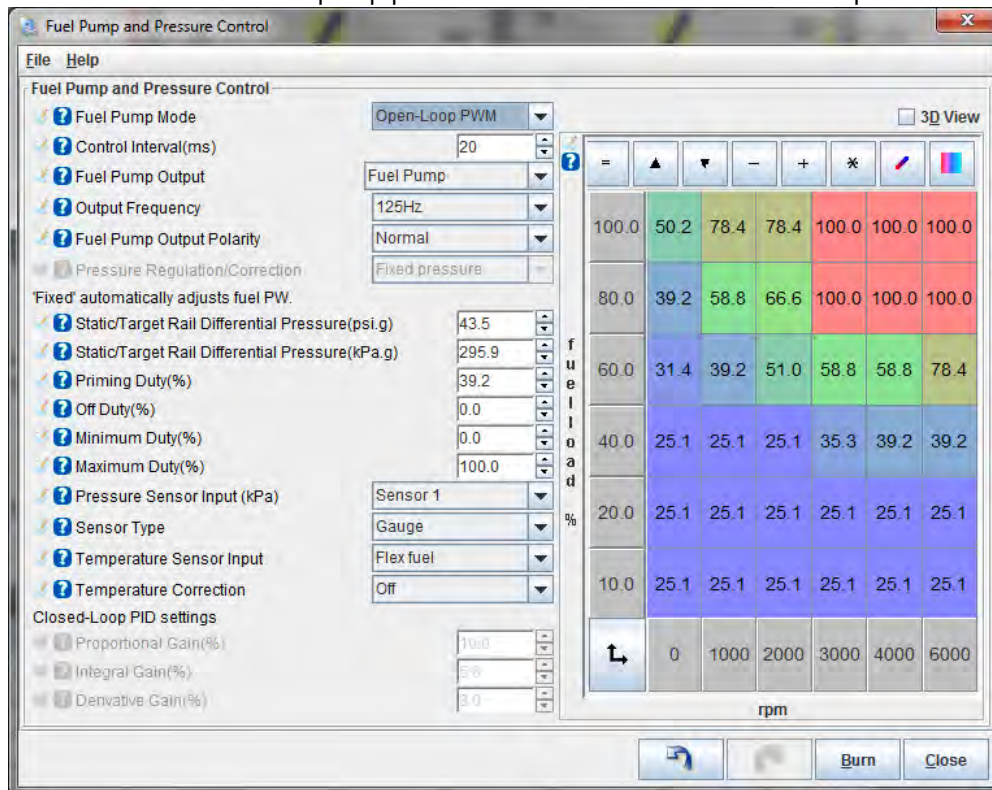 Fuel Pump and Pressure Control
File Help
Fuel Pump and Pressure Control
Fuel Pump Mode Open-Loop PWM
3D View
Control Interval(ms) 20
= - + *
Fuel Pump Output Fuel Pump
Output Frequency 125Hz
Fuel Pump Output Polarity Normal
Pressure Regulation/Correction Fixed pressure
'Fixed' automatically adjusts fuel PW.
Static/Target Rail Differential Pressure(psi.g) 43.5
Static/Target Rail Differential Pressure(kPa.g) 295.9
Priming Duty(%) 39.2
Off Duty(%) 0.0
Minimum Duty(%) 0.0
Maximum Duty(%) 100.0
Pressure Sensor Input (kPa) Sensor 1
Sensor Type Gauge
Temperature Sensor Input Flex fuel
Temperature Correction Off
Closed-Loop PID settings
Proportional Gain(%) 10.0
Integral Gain(%)
Derivative Gain(%) 3.0
fuelload %
100.0 50.2 78.4 78.4 100.0 100.0 100.0
80.0 39.2 58.8 66.6 100.0 100.0 100.0
60.0 31.4 39.2 51.0 58.8 58.8 78.4
40.0 25.1 25.1 25.1 35.3 39.2 39.2
20.0 25.1 25.1 25.1 25.1 25.1 25.1
10.0 25.1 25.1 25.1 25.1 25.1 25.1
0 1000 2000 3000 4000 6000
rpm
Burn Close